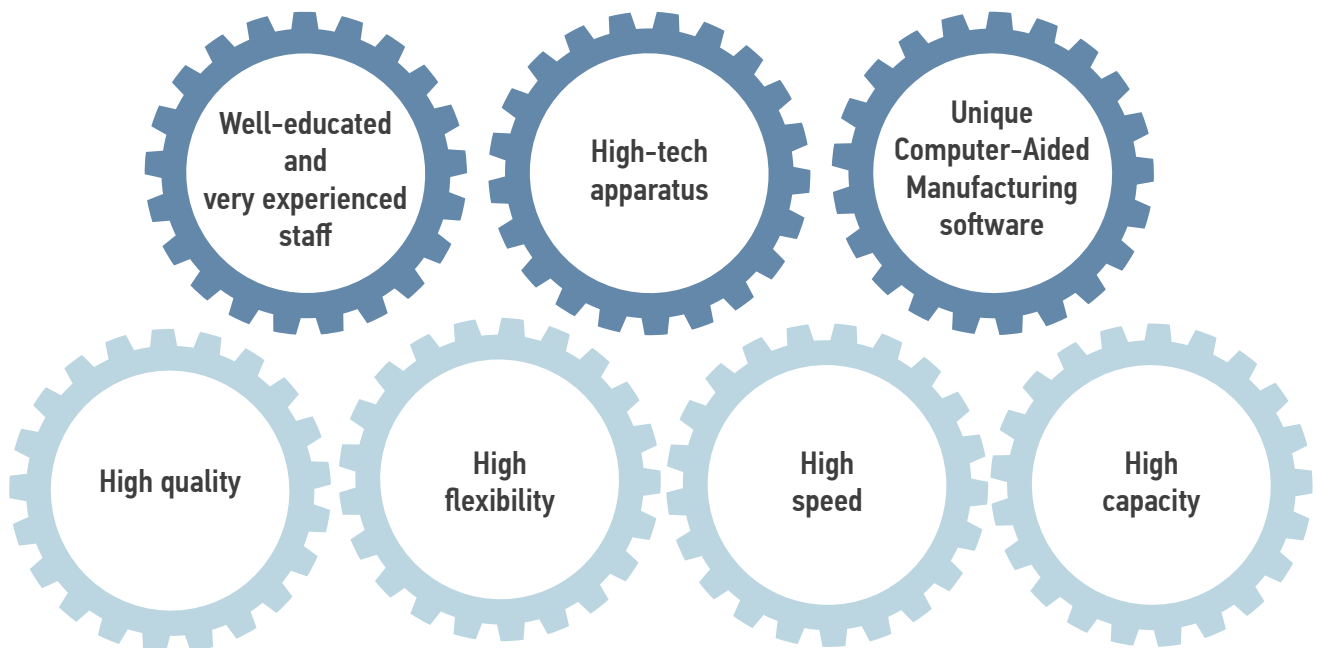 Well-educated
and
very experienced
staff
High-tech
apparatus
Unique
Computer-Aided
Manufacturing
software
High quality
High
flexibility
High
speed
High
capacity